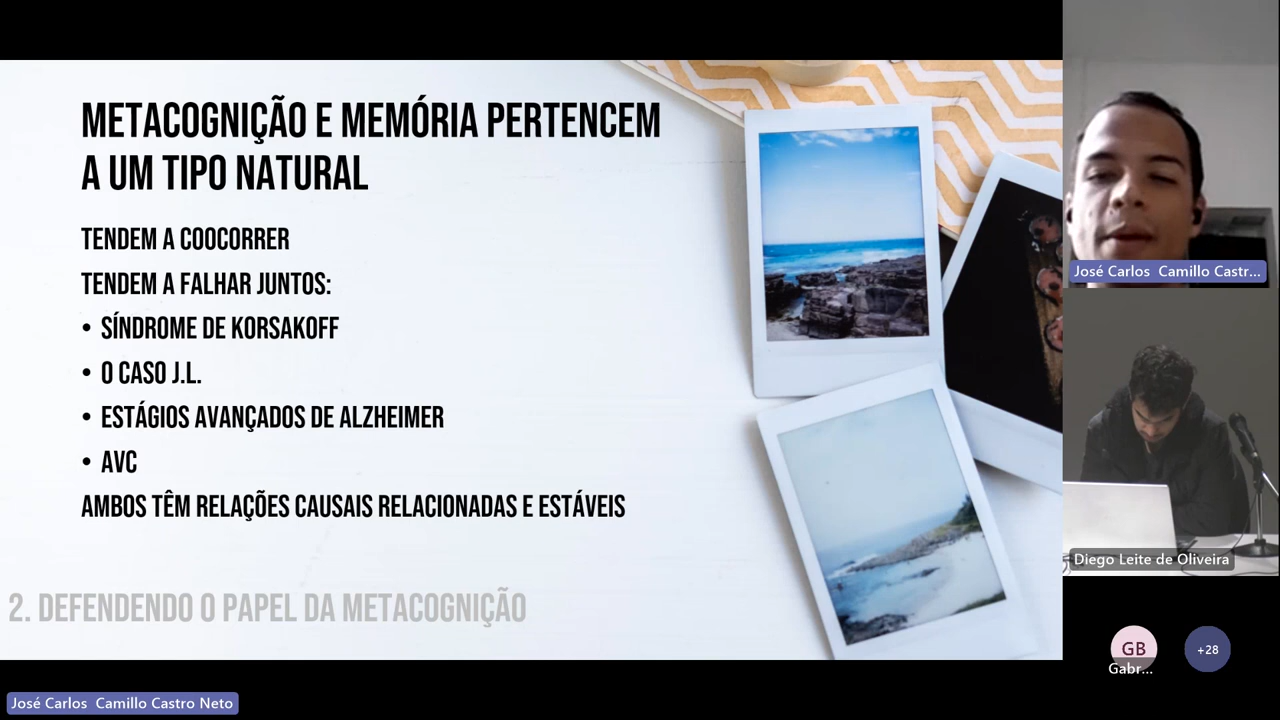 METACOGNIÇÃO E MEMÓRIA PERTENCEM
A UM TIPO NATURAL
TENDEM A COOCORRER
TENDEM A FALHAR JUNTOS:
• SÍNDROME DE KORSAKOFF
• O CASO J.L.
• ESTÁGIOS AVANÇADOS DE ALZHEIMER
• AVC
AMBOS TÊM RELAÇÕES CAUSAIS RELACIONADAS E ESTÁVEIS
2. DEFENDENDO O PAPEL DA METACOGNIÇÃO
José Carlos Camillo Castro Neto
José Carlos Camillo Castr...
Diego Leite de Oliveira
GB
Gabr...
+28